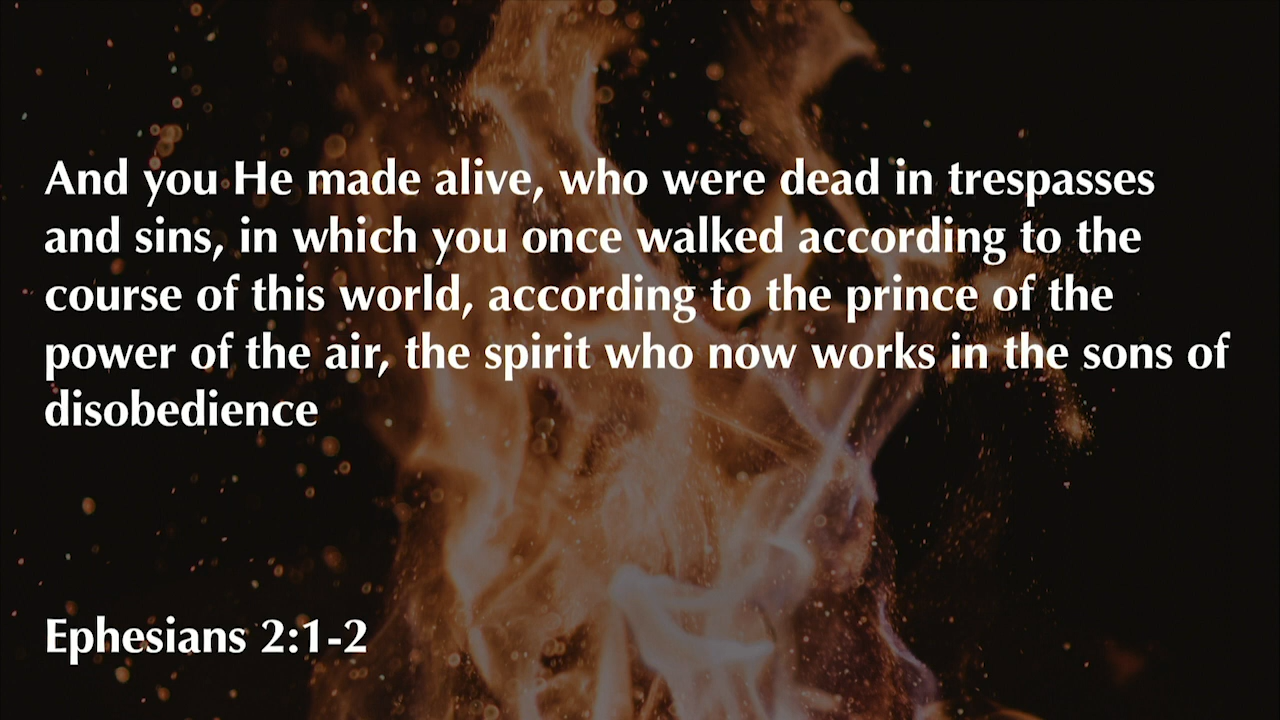 And you He made alive, who were dead in trespasses
and sins, in which you once walked according to the
course of this world, according to the prince of the
power of the air, the spirit who now works in the sons of
disobedience
Ephesians 2:1-2